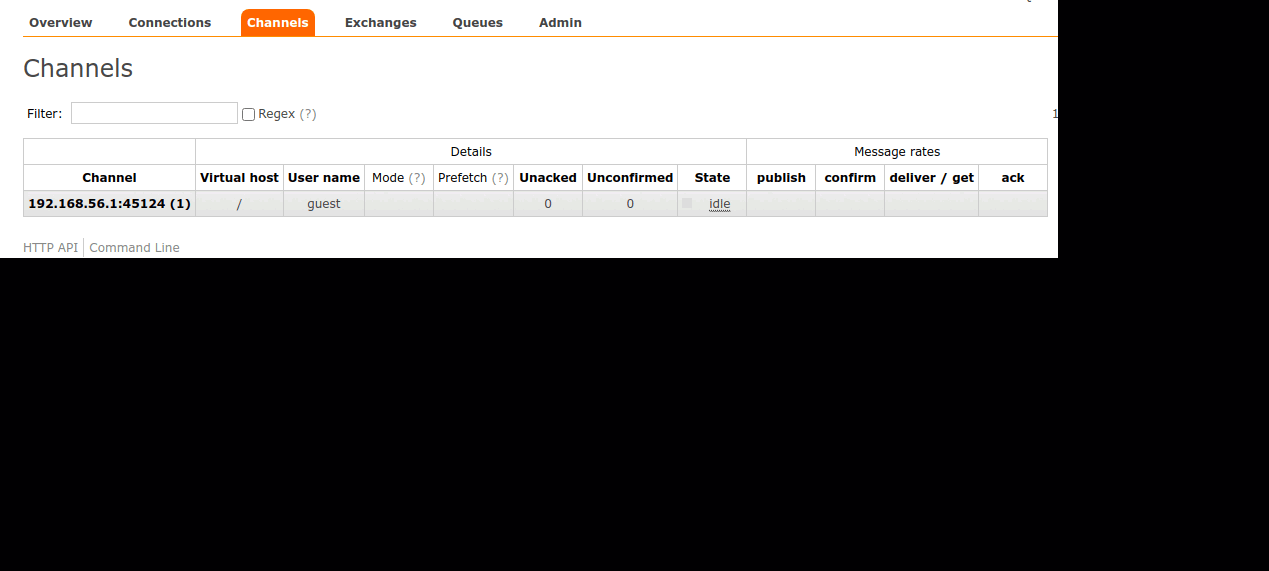 Overview Connections Channels Exchanges Queues Admin
Channels
Filter: Regex (?) 1
Details Message rates
Channel Virtual host User name Mode (?) Prefetch (?) Unacked Unconfirmed State publish confirm deliver / get ack
192.168.56.1:45124 (1) / guest 0 0 idle
HTTP API Command Line